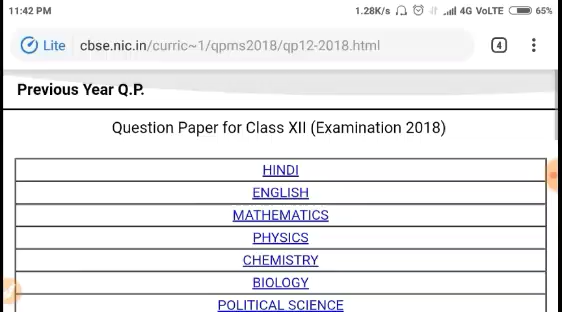 11:42 PM 1.28K/s 4G VoLTE 65%
Lite cbse.nic.in/curric~1/qpms2018/qp12-2018.html 4
Previous Year Q.P.
Question Paper for Class XII (Examination 2018)
HINDI
ENGLISH
MATHEMATICS
PHYSICS
CHEMISTRY
BIOLOGY
POLITICAL SCIENCE